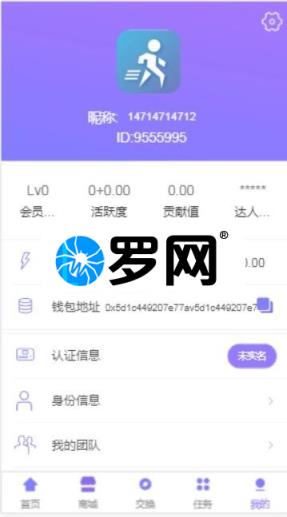 昵称: 14714714712
ID:9555995
Lv0 0+0.00 0.00 *****
会员... 活跃度 贡献值 达人...
罗网®
0.00
钱包地址 0x5d1c449207e77av5d1c449207e7
认证信息 未实名
身份信息
我的团队
首页 商城 交换 任务 我的